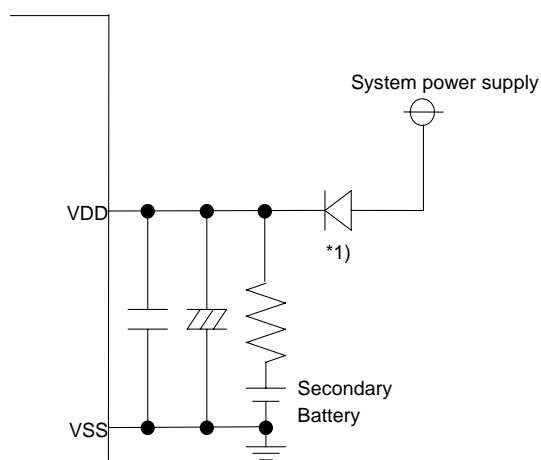 System power supply
VDD
*1)
Secondary
Battery
VSS